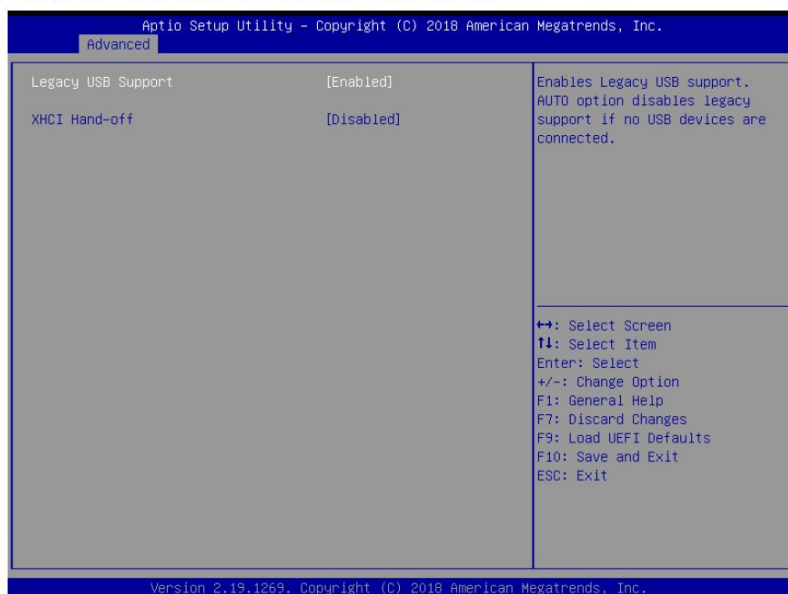 Aptio Setup Utility – Copyright (C) 2018 American Megatrends, Inc.
Advanced
Legacy USB Support [Enabled]
XHCI Hand-off [Disabled]
Enables Legacy USB support.
AUTO option disables legacy
support if no USB devices are
connected.
↔: Select Screen
↑↓: Select Item
Enter: Select
+/-: Change Option
F1: General Help
F7: Discard Changes
F9: Load UEFI Defaults
F10: Save and Exit
ESC: Exit
Version 2.19.1269. Copyright (C) 2018 American Megatrends, Inc.